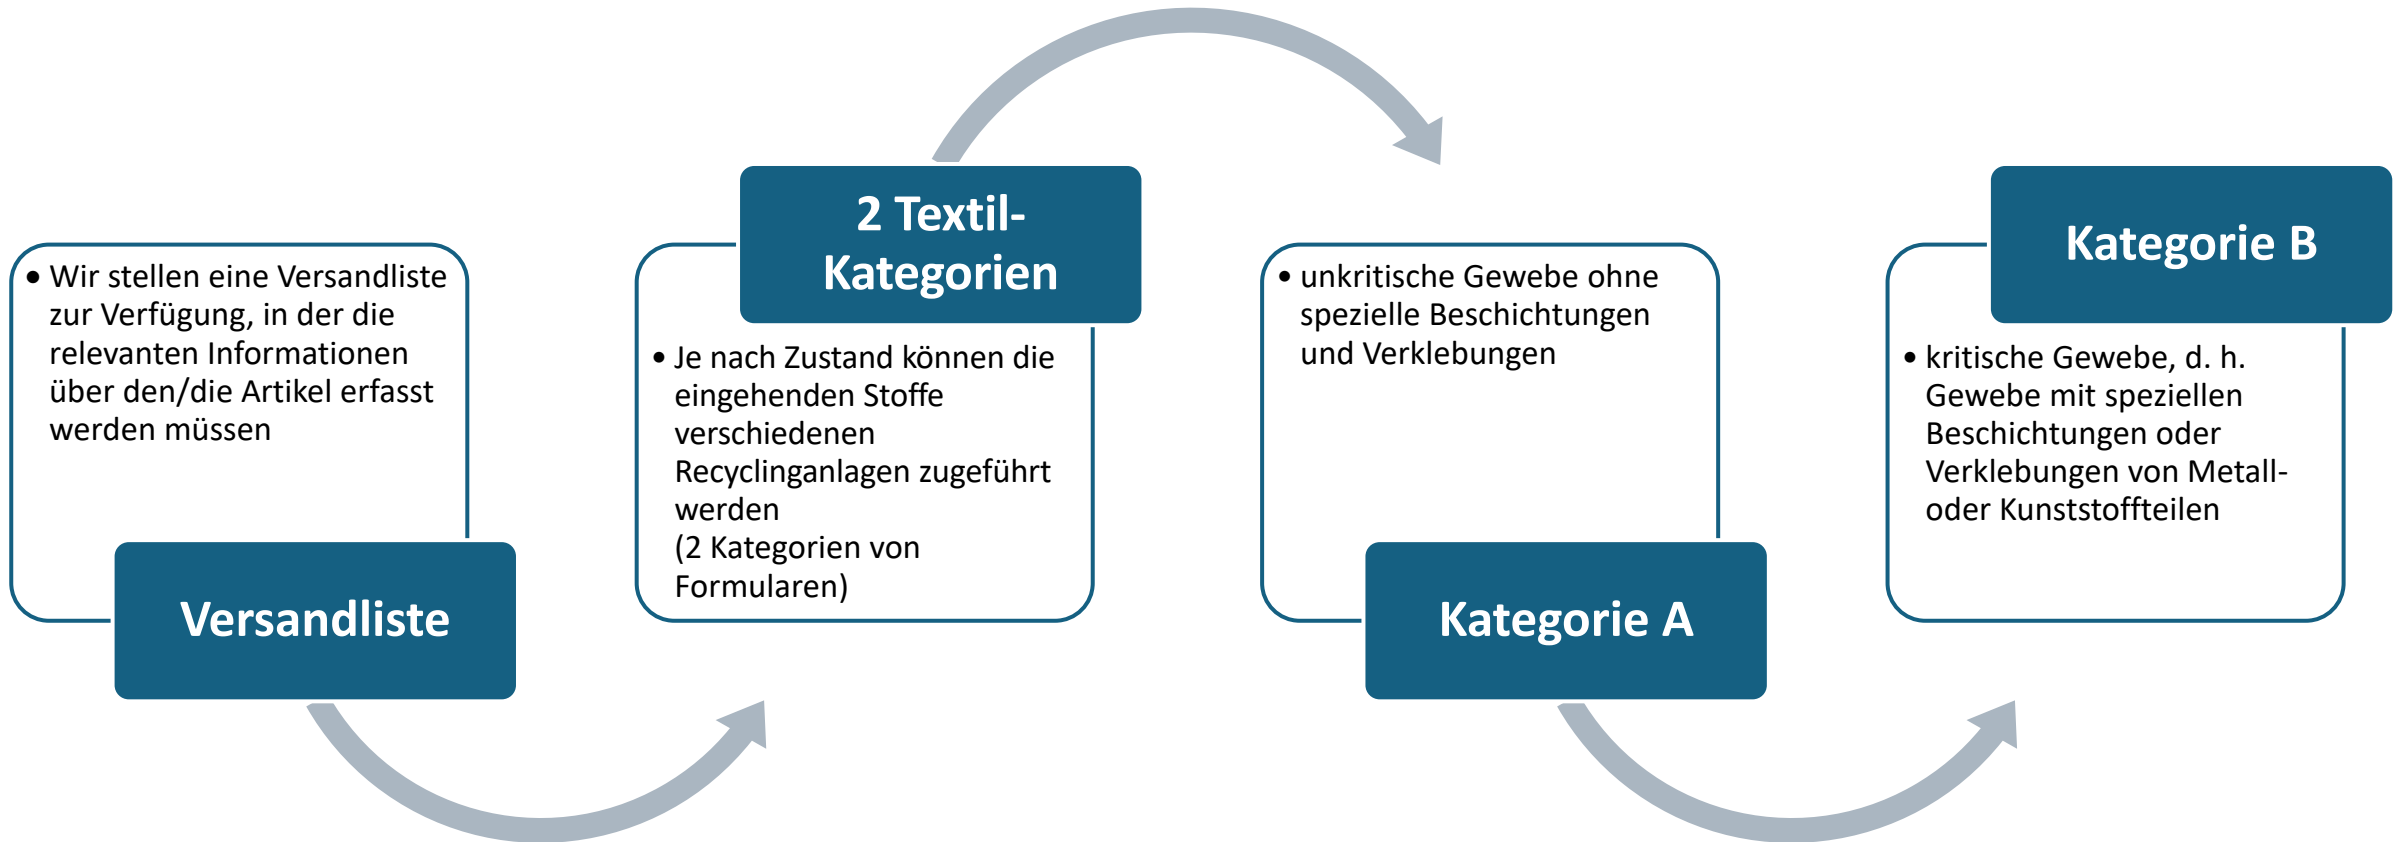 • Wir stellen eine Versandliste
zur Verfügung, in der die
relevanten Informationen
über den/die Artikel erfasst
werden müssen
Versandliste
2 Textil-
Kategorien
• Je nach Zustand können die
eingehenden Stoffe
verschiedenen
Recyclinganlagen zugeführt
werden
(2 Kategorien von
Formularen)
• unkritische Gewebe ohne
spezielle Beschichtungen
und Verklebungen
Kategorie A
Kategorie B
• kritische Gewebe, d. h.
Gewebe mit speziellen
Beschichtungen oder
Verklebungen von Metall-
oder Kunststoffteilen